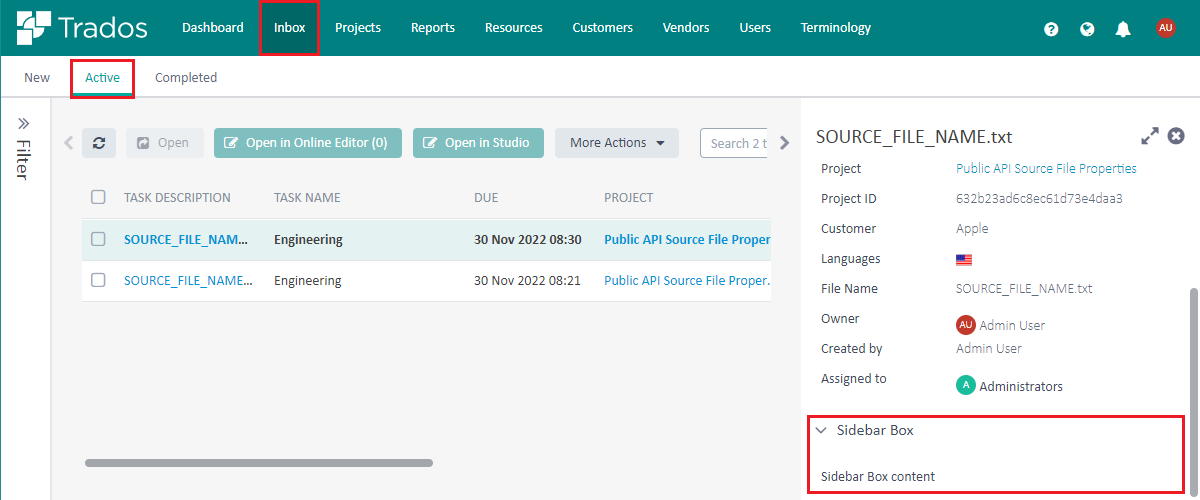 Trados Dashboard Inbox Projects Reports Resources Customers Vendors Users Terminology ? AU
New Active Completed
Filter
Open Open in Online Editor (0) Open in Studio More Actions Search 2 t
TASK DESCRIPTION TASK NAME DUE PROJECT
SOURCE_FILE_NAM... Engineering 30 Nov 2022 08:30 Public API Source File Proper
SOURCE_FILE_NAME... Engineering 30 Nov 2022 08:21 Public API Source File Proper.
SOURCE_FILE_NAME.txt
Project Public API Source File Properties
Project ID 632b23ad6c8ec61d73e4daa3
Customer Apple
Languages
File Name SOURCE_FILE_NAME.txt
Owner AU Admin User
Created by Admin User
Assigned to A Administrators
Sidebar Box
Sidebar Box content